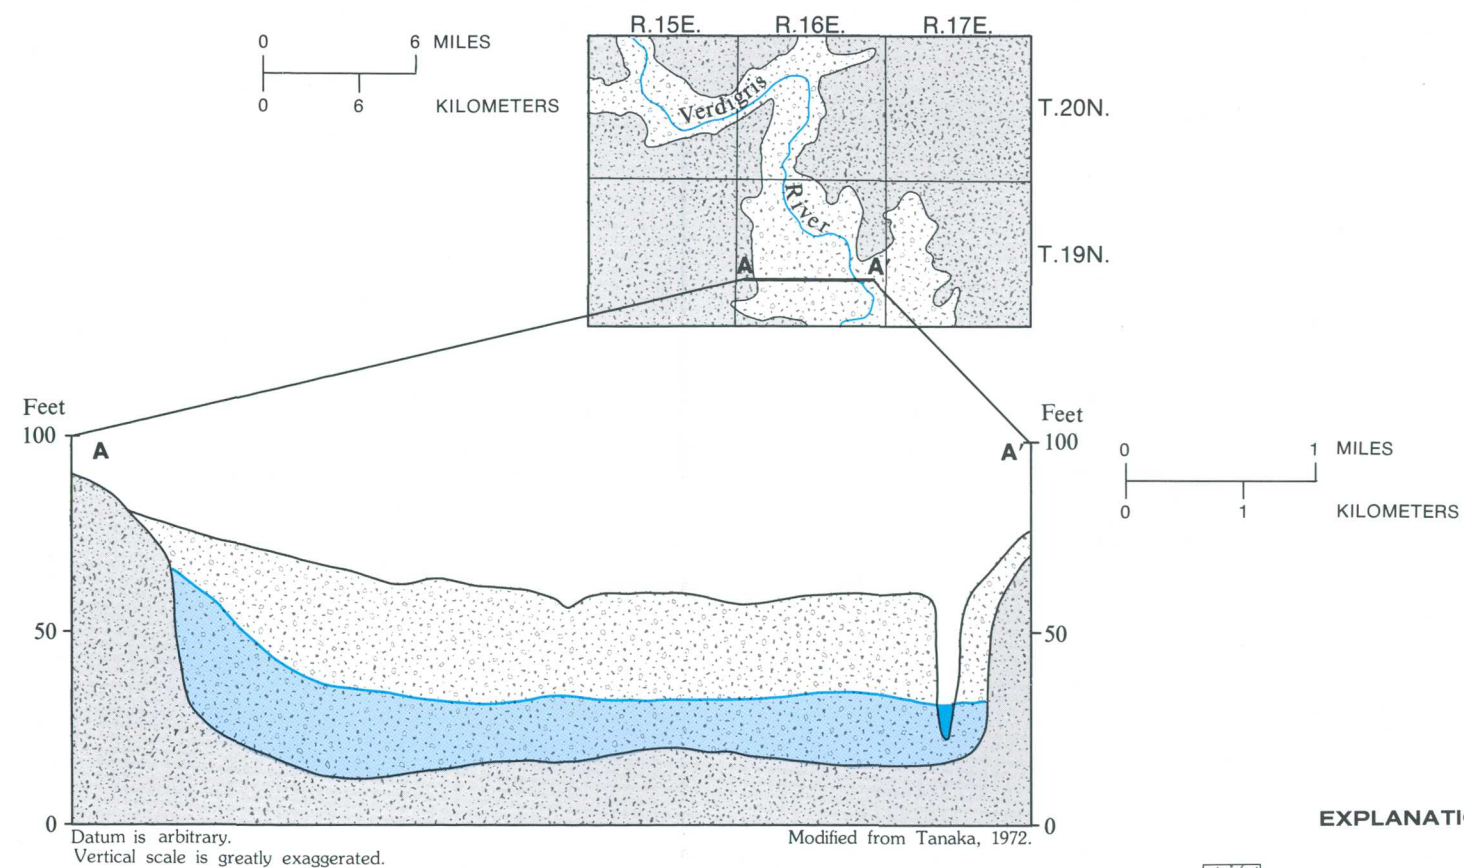 R.15E. R.16E. R.17E.
0 6 MILES
0 6 KILOMETERS
Verdigris
River
T.20N.
T.19N.
A A′
Feet
100
50
0
A
Feet
A′ 100
50
0
0 1 MILES
0 1 KILOMETERS
Datum is arbitrary.
Vertical scale is greatly exaggerated.
Modified from Tanaka, 1972.
EXPLANATI